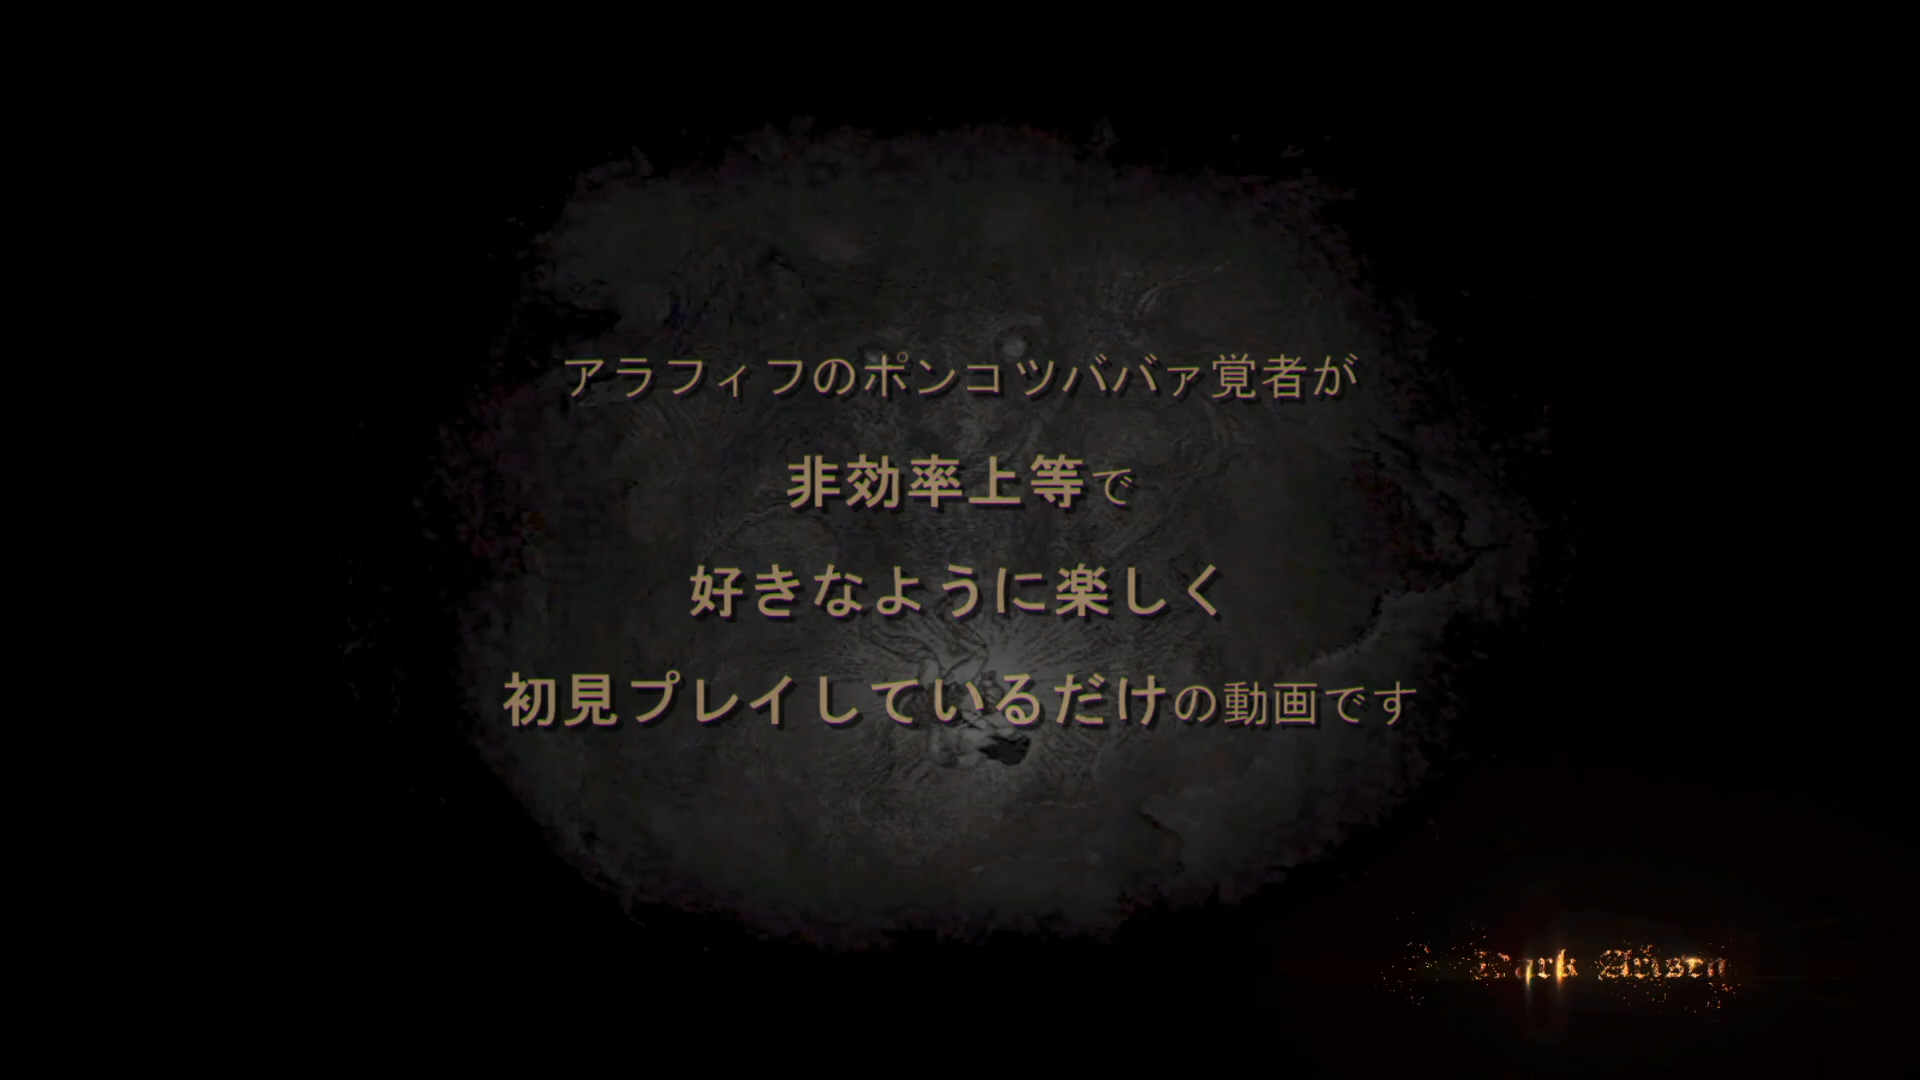 アラフィフのポンコツババァ覚者が
非効率上等で
好きなように楽しく
初見プレイしているだけの動画です
Dark Arisen